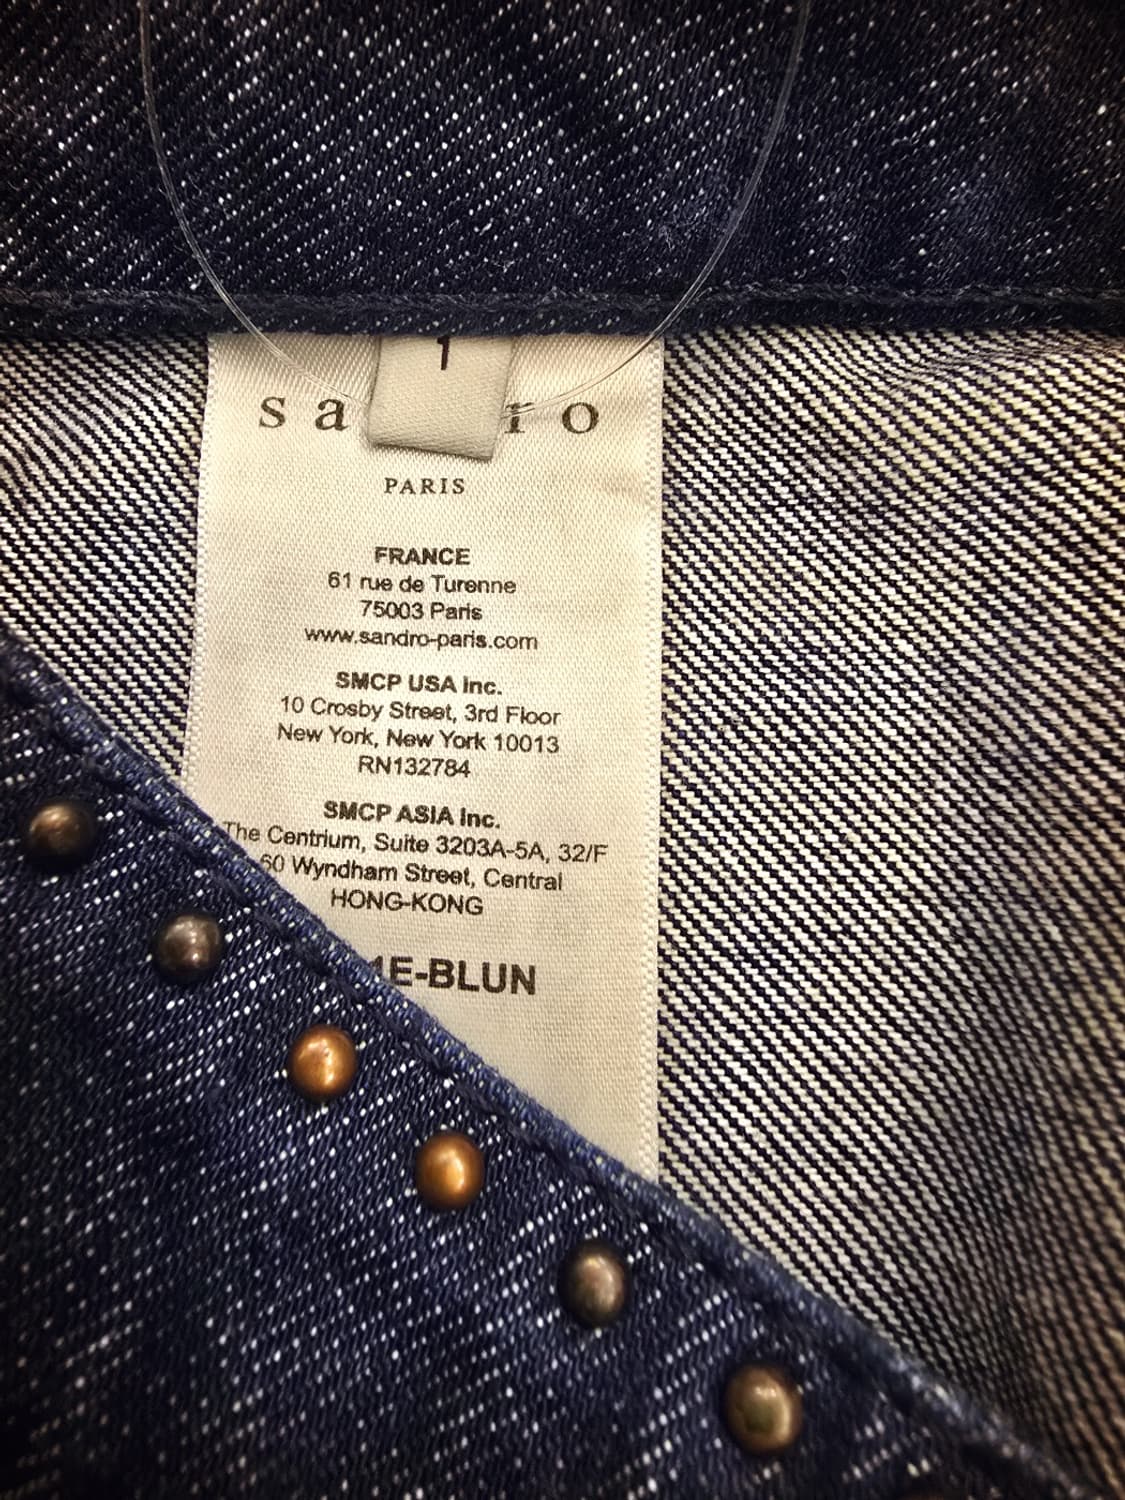 1
sa ro
PARIS
FRANCE
61 rue de Turenne
75003 Paris
www.sandro-paris.com
SMCP USA Inc.
10 Crosby Street, 3rd Floor
New York, New York 10013
RN132784
SMCP ASIA Inc.
The Centrium, Suite 3203A-5A, 32/F
60 Wyndham Street, Central
HONG-KONG
E-BLUN